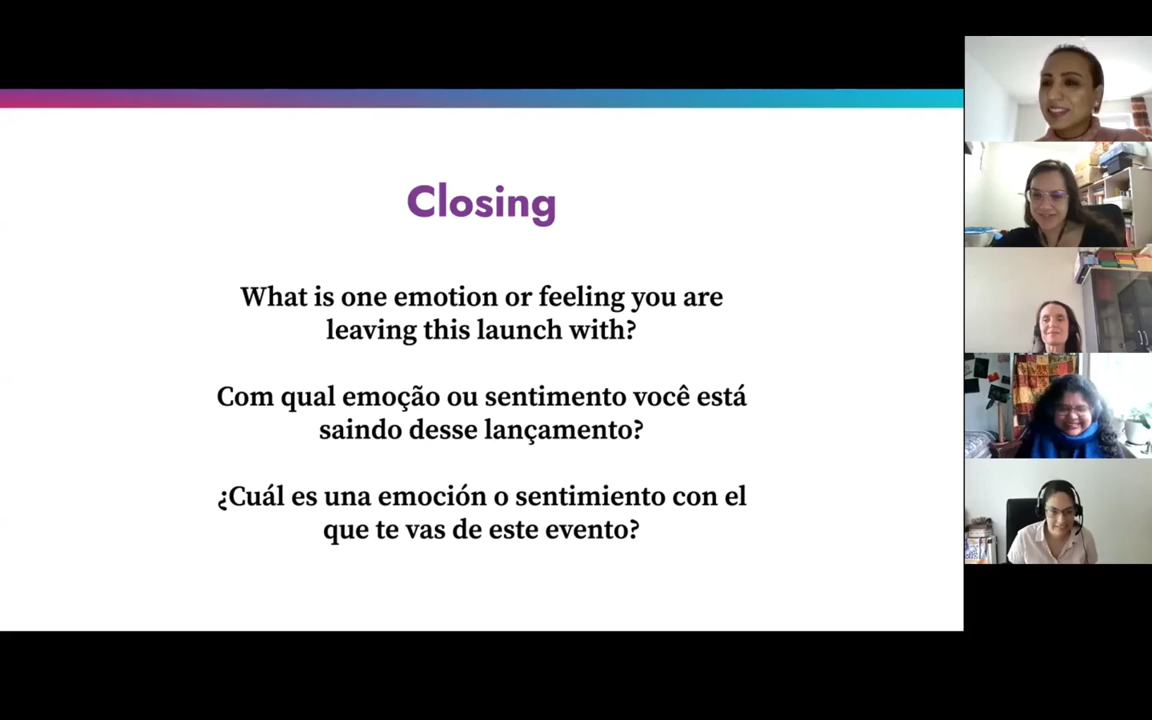 Closing
What is one emotion or feeling you are
leaving this launch with?
Com qual emoção ou sentimento você está
saindo desse lançamento?
¿Cuál es una emoción o sentimiento con el
que te vas de este evento?